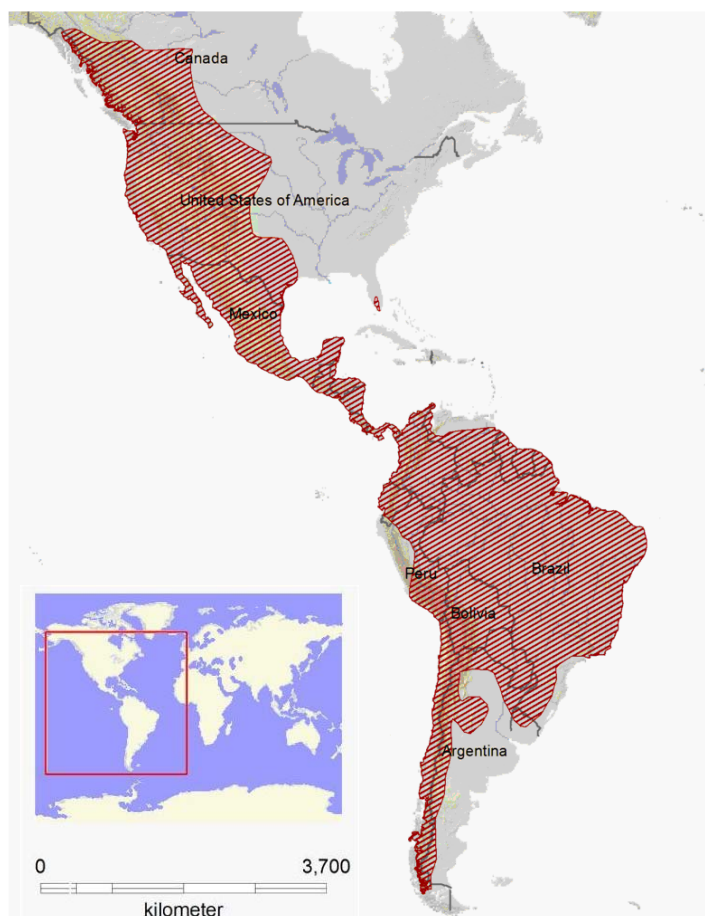 Canada
United States of America
Mexico
Peru
Brazil
Bolivia
Argentina
0 3,700
kilometer